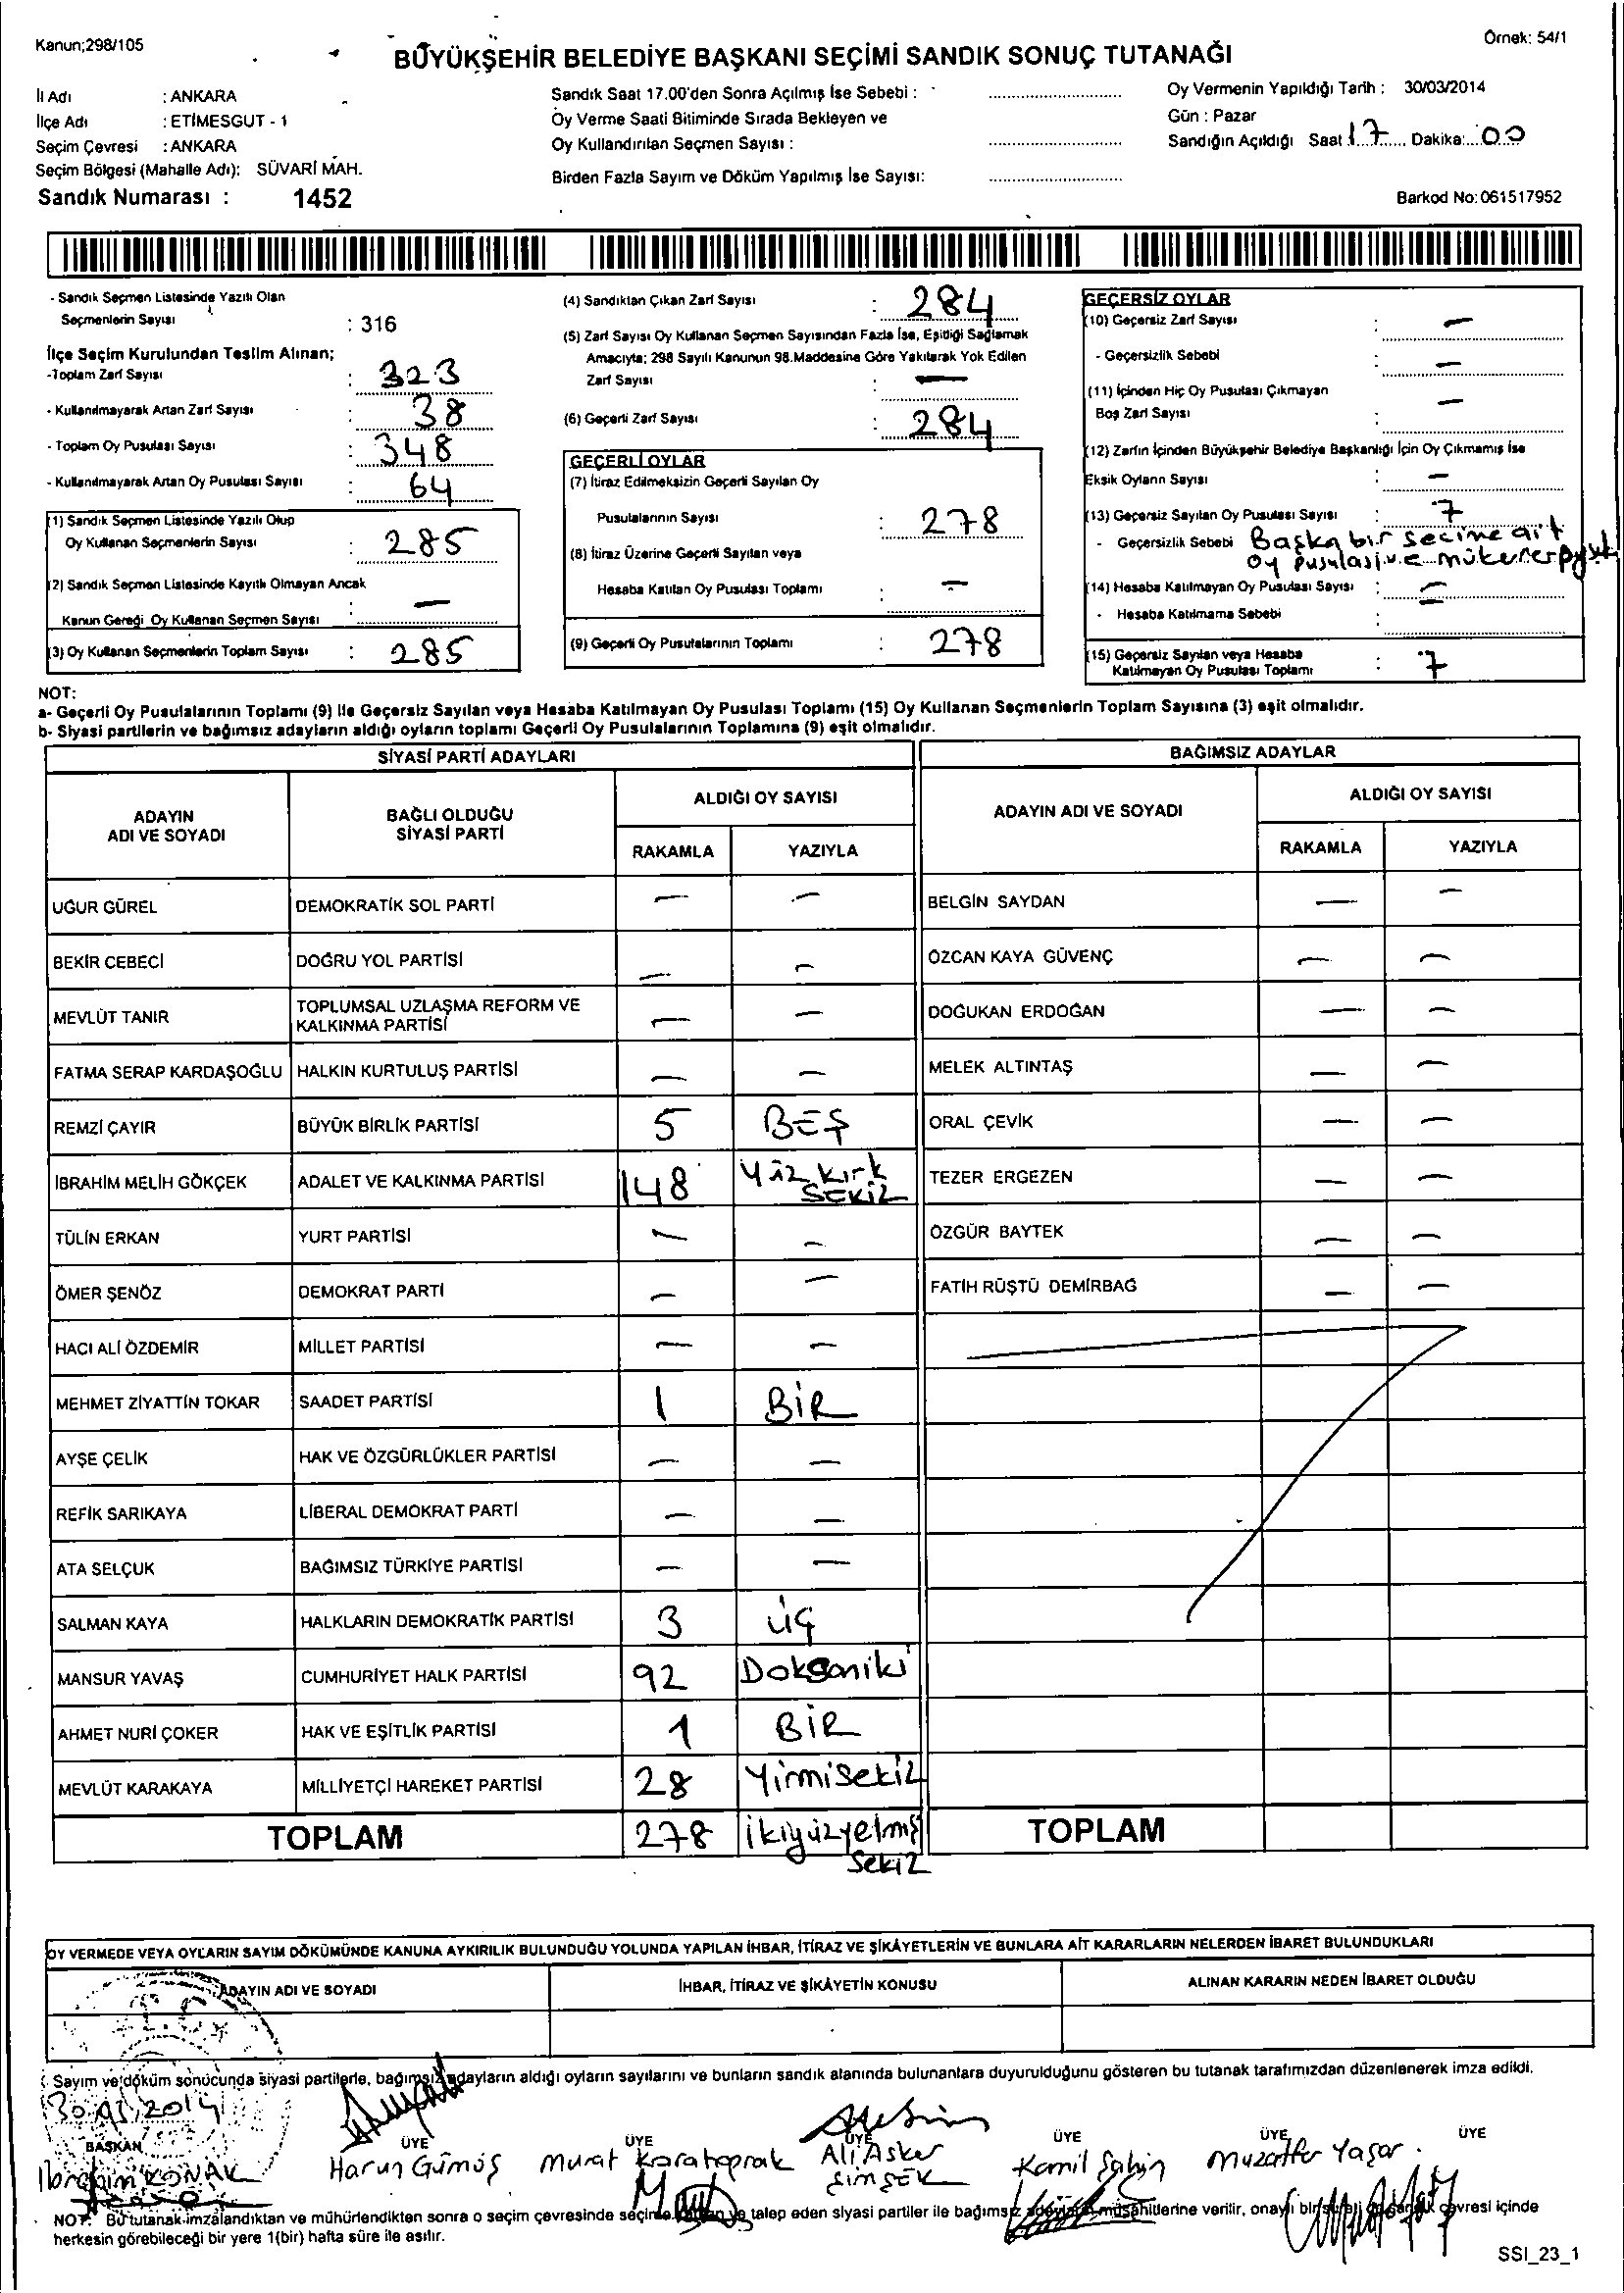 Kanun;298/105
Örnek: 54/1
BÜYÜKŞEHİR BELEDİYE BAŞKANI SEÇİMİ SANDIK SONUÇ TUTANAĞI
İl Adı : ANKARA
İlçe Adı : ETİMESGUT - 1
Seçim Çevresi : ANKARA
Seçim Bölgesi (Mahalle Adı): SÜVARİ MAH.
Sandık Numarası : 1452
Sandık Saat 17.00'den Sonra Açılmış İse Sebebi :
Oy Verme Saati Bitiminde Sırada Bekleyen ve
Oy Kullandırılan Seçmen Sayısı :
Birden Fazla Sayım ve Döküm Yapılmış İse Sayısı:
Oy Vermenin Yapıldığı Tarih : 30/03/2014
Gün : Pazar
Sandığın Açıldığı Saat 17 Dakika: 00
Barkod No:061517952
- Sandık Seçmen Listesinde Yazılı Olan
Seçmenlerin Sayısı : 316
İlçe Seçim Kurulundan Teslim Alınan;
-Toplam Zarf Sayısı : 323
- Kullanılmayarak Artan Zarf Sayısı : 38
- Toplam Oy Pusulası Sayısı : 348
- Kullanılmayarak Artan Oy Pusulası Sayısı : 64
(1) Sandık Seçmen Listesinde Yazılı Olup
Oy Kullanan Seçmenlerin Sayısı : 285
(2) Sandık Seçmen Listesinde Kayıtlı Olmayan Ancak
Kanun Gereği Oy Kullanan Seçmen Sayısı : —
(3) Oy Kullanan Seçmenlerin Toplam Sayısı : 285
(4) Sandıktan Çıkan Zarf Sayısı : 284
(5) Zarf Sayısı Oy Kullanan Seçmen Sayısından Fazla İse, Eşitliği Sağlamak
Amacıyla; 298 Sayılı Kanunun 98.Maddesine Göre Yakılarak Yok Edilen
Zarf Sayısı : —
(6) Geçerli Zarf Sayısı : 284
GEÇERLİ OYLAR
(7) İtiraz Edilmeksizin Geçerli Sayılan Oy
Pusulalarının Sayısı : 278
(8) İtiraz Üzerine Geçerli Sayılan veya
Hesaba Katılan Oy Pusulası Toplamı : —
(9) Geçerli Oy Pusulalarının Toplamı : 278
GEÇERSİZ OYLAR
(10) Geçersiz Zarf Sayısı : —
- Geçersizlik Sebebi : —
(11) İçinden Hiç Oy Pusulası Çıkmayan
Boş Zarf Sayısı : —
(12) Zarfın İçinden Büyükşehir Belediye Başkanlığı İçin Oy Çıkmamış İse
Eksik Oyların Sayısı : —
(13) Geçersiz Sayılan Oy Pusulası Sayısı : 7
- Geçersizlik Sebebi Başka bir seçime ait
oy pusulası ve mükerrer
(14) Hesaba Katılmayan Oy Pusulası Sayısı : —
- Hesaba Katılmama Sebebi : —
(15) Geçersiz Sayılan veya Hesaba
Katılmayan Oy Pusulası Toplamı : 7
NOT:
a- Geçerli Oy Pusulalarının Toplamı (9) ile Geçersiz Sayılan veya Hesaba Katılmayan Oy Pusulası Toplamı (15) Oy Kullanan Seçmenlerin Toplam Sayısına (3) eşit olmalıdır.
b- Siyasi partilerin ve bağımsız adayların aldığı oyların toplamı Geçerli Oy Pusulalarının Toplamına (9) eşit olmalıdır.
SİYASİ PARTİ ADAYLARI
ADAYIN ADI VE SOYADI BAĞLI OLDUĞU SİYASİ PARTİ ALDIĞI OY SAYISI
RAKAMLA YAZIYLA
UĞUR GÜREL DEMOKRATİK SOL PARTİ — —
BEKİR CEBECİ DOĞRU YOL PARTİSİ — —
MEVLÜT TANIR TOPLUMSAL UZLAŞMA REFORM VE KALKINMA PARTİSİ — —
FATMA SERAP KARDAŞOĞLU HALKIN KURTULUŞ PARTİSİ — —
REMZİ ÇAYIR BÜYÜK BİRLİK PARTİSİ 5 BEŞ
İBRAHİM MELİH GÖKÇEK ADALET VE KALKINMA PARTİSİ 148 Yüz kırk SEKİZ
TÜLİN ERKAN YURT PARTİSİ — —
ÖMER ŞENÖZ DEMOKRAT PARTİ — —
HACI ALİ ÖZDEMİR MİLLET PARTİSİ — —
MEHMET ZİYATTİN TOKAR SAADET PARTİSİ 1 BİR
AYŞE ÇELİK HAK VE ÖZGÜRLÜKLER PARTİSİ — —
REFİK SARIKAYA LİBERAL DEMOKRAT PARTİ — —
ATA SELÇUK BAĞIMSIZ TÜRKİYE PARTİSİ — —
SALMAN KAYA HALKLARIN DEMOKRATİK PARTİSİ 3 ÜÇ
MANSUR YAVAŞ CUMHURİYET HALK PARTİSİ 92 Doksaniki
AHMET NURİ ÇOKER HAK VE EŞİTLİK PARTİSİ 1 BİR
MEVLÜT KARAKAYA MİLLİYETÇİ HAREKET PARTİSİ 28 Yirmisekiz
TOPLAM 278 ikiyüzyetmiş sekiz
BAĞIMSIZ ADAYLAR
ADAYIN ADI VE SOYADI ALDIĞI OY SAYISI
RAKAMLA YAZIYLA
BELGİN SAYDAN — —
ÖZCAN KAYA GÜVENÇ — —
DOĞUKAN ERDOĞAN — —
MELEK ALTINTAŞ — —
ORAL ÇEVİK — —
TEZER ERGEZEN — —
ÖZGÜR BAYTEK — —
FATİH RÜŞTÜ DEMİRBAĞ — —
TOPLAM
OY VERMEDE VEYA OYLARIN SAYIM DÖKÜMÜNDE KANUNA AYKIRILIK BULUNDUĞU YOLUNDA YAPILAN İHBAR, İTİRAZ VE ŞİKÂYETLERİN VE BUNLARA AİT KARARLARIN NELERDEN İBARET BULUNDUKLARI
ADAYIN ADI VE SOYADI İHBAR, İTİRAZ VE ŞİKÂYETİN KONUSU ALINAN KARARIN NEDEN İBARET OLDUĞU
Sayım ve döküm sonucunda siyasi partilerle, bağımsız adayların aldığı oyların sayılarını ve bunların sandık alanında bulunanlara duyurulduğunu gösteren bu tutanak tarafımızdan düzenlenerek imza edildi.
BAŞKAN ÜYE ÜYE ÜYE ÜYE ÜYE ÜYE
İbrahim KONAK Harun Gümüş Murat Karatoprak Ali Asker ŞİMŞEK Kamil Şahin Muzaffer Yaşar
NOT: Bu tutanak imzalandıktan ve mühürlendikten sonra o seçim çevresinde seçime katılan ve talep eden siyasi partiler ile bağımsız adayların müşahitlerine verilir, onaylı bir sureti de sandık çevresi içinde
herkesin görebileceği bir yere 1(bir) hafta süre ile asılır.
SSI_23_1